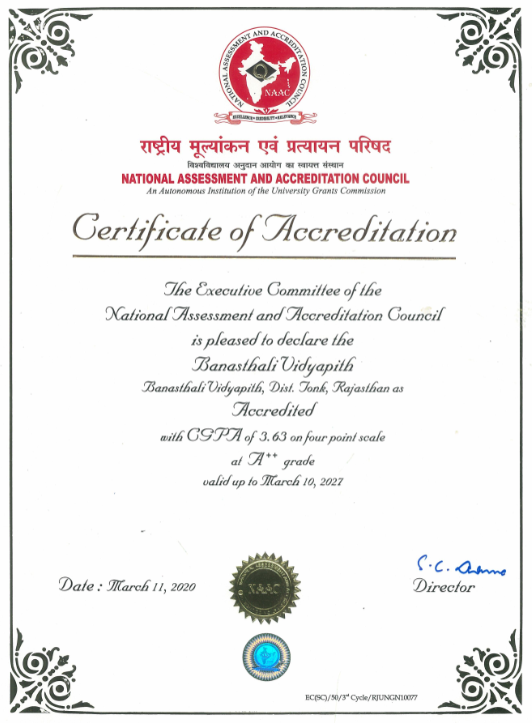 NATIONAL ASSESSMENT AND ACCREDITATION COUNCIL
NAAC
EXCELLENCE • CREDIBILITY • RELEVANCE
राष्ट्रीय मूल्यांकन एवं प्रत्यायन परिषद
विश्वविद्यालय अनुदान आयोग का स्वायत्त संस्थान
NATIONAL ASSESSMENT AND ACCREDITATION COUNCIL
An Autonomous Institution of the University Grants Commission
Certificate of Accreditation
The Executive Committee of the
National Assessment and Accreditation Council
is pleased to declare the
Banasthali Vidyapith
Banasthali Vidyapith, Dist. Tonk, Rajasthan as
Accredited
with CGPA of 3.63 on four point scale
at A++ grade
valid up to March 10, 2027
Date : March 11, 2020
NAAC
S. C. Sharma
Director
EC(SC)/50/3rd Cycle/RJUNGN10077